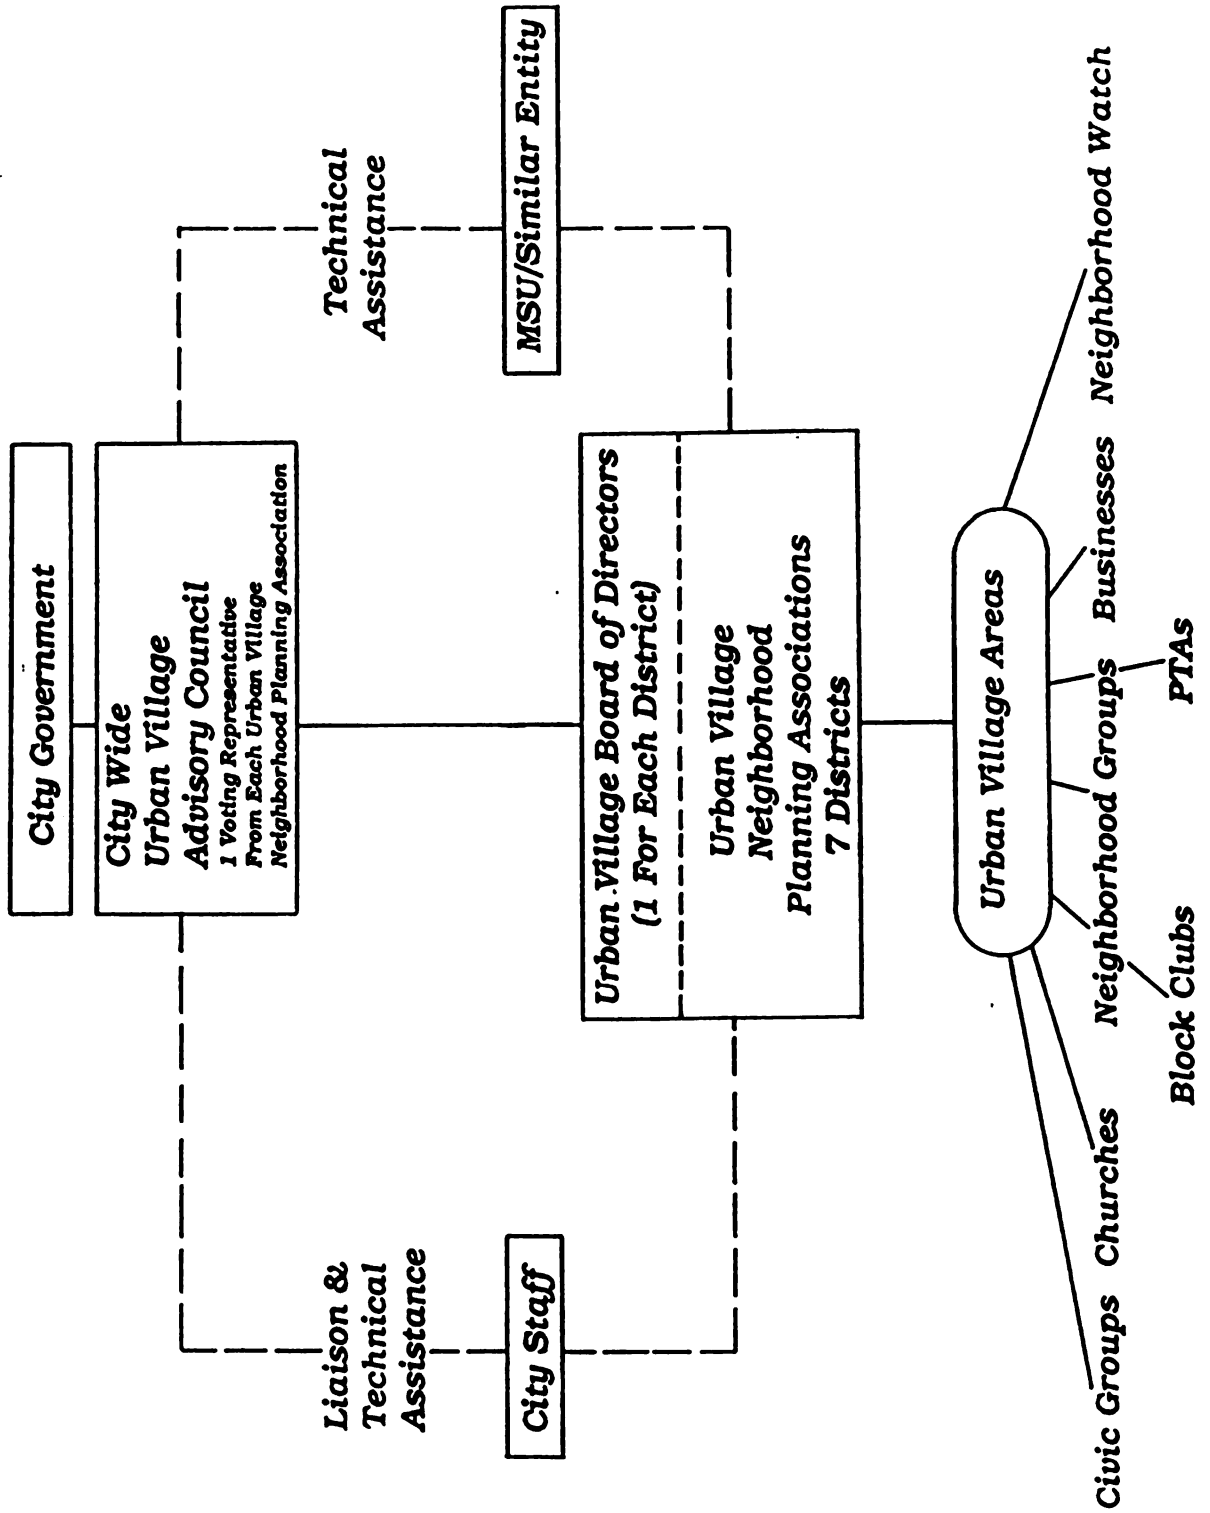 City Government
City Wide
Urban Village
Advisory Council
1 Voting Representative
From Each Urban Village
Neighborhood Planning Association
Liaison &
Technical
Assistance
Technical
Assistance
City Staff
MSU/Similar Entity
Urban Village Board of Directors
(1 For Each District)
Urban Village
Neighborhood
Planning Associations
7 Districts
Urban Village Areas
Civic Groups
Churches
Neighborhood Groups
Businesses
Neighborhood Watch
Block Clubs
PTAs